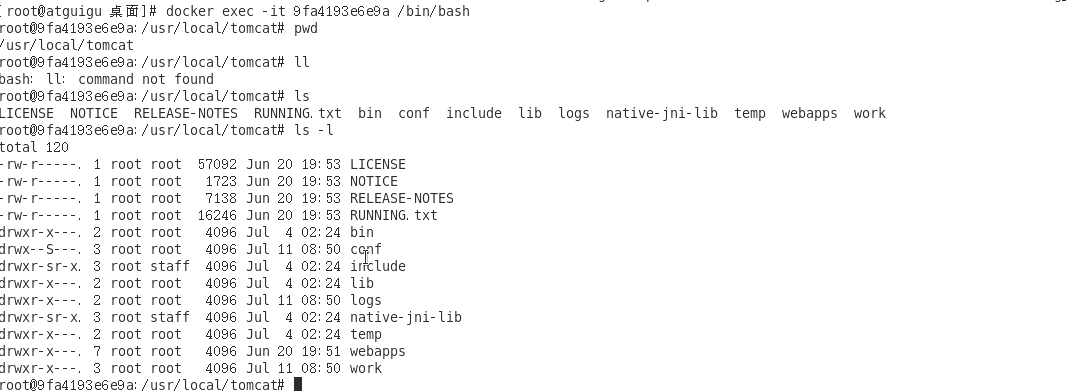 [root@atguigu 桌面]# docker exec -it 9fa4193e6e9a /bin/bash
root@9fa4193e6e9a:/usr/local/tomcat# pwd
/usr/local/tomcat
root@9fa4193e6e9a:/usr/local/tomcat# ll
bash: ll: command not found
root@9fa4193e6e9a:/usr/local/tomcat# ls
LICENSE  NOTICE  RELEASE-NOTES  RUNNING.txt  bin  conf  include  lib  logs  native-jni-lib  temp  webapps  work
root@9fa4193e6e9a:/usr/local/tomcat# ls -l
total 120
-rw-r-----. 1 root root  57092 Jun 20 19:53 LICENSE
-rw-r-----. 1 root root   1723 Jun 20 19:53 NOTICE
-rw-r-----. 1 root root   7138 Jun 20 19:53 RELEASE-NOTES
-rw-r-----. 1 root root  16246 Jun 20 19:53 RUNNING.txt
drwxr-x---. 2 root root   4096 Jul  4 02:24 bin
drwx--S---. 3 root root   4096 Jul 11 08:50 conf
drwxr-sr-x. 3 root staff  4096 Jul  4 02:24 include
drwxr-x---. 2 root root   4096 Jul  4 02:24 lib
drwxr-x---. 2 root root   4096 Jul 11 08:50 logs
drwxr-sr-x. 3 root staff  4096 Jul  4 02:24 native-jni-lib
drwxr-x---. 2 root root   4096 Jul  4 02:24 temp
drwxr-x---. 7 root root   4096 Jun 20 19:51 webapps
drwxr-x---. 3 root root   4096 Jul 11 08:50 work
root@9fa4193e6e9a:/usr/local/tomcat#